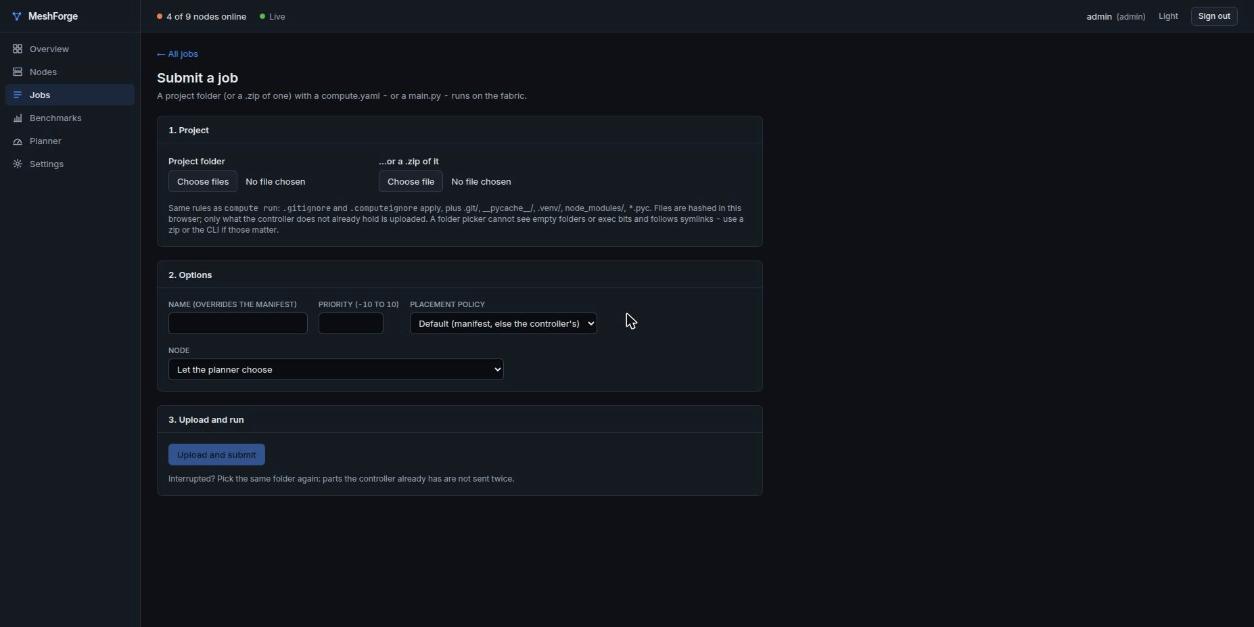 MeshForge
4 of 9 nodes online
Live
admin (admin)
Light
Sign out
Overview
Nodes
Jobs
Benchmarks
Planner
Settings
← All jobs
Submit a job
A project folder (or a .zip of one) with a compute.yaml - or a main.py - runs on the fabric.
1. Project
Project folder
Choose files No file chosen
...or a .zip of it
Choose file No file chosen
Same rules as compute run: .gitignore and .computeignore apply, plus .git/, __pycache__/, .venv/, node_modules/, *.pyc. Files are hashed in this
browser; only what the controller does not already hold is uploaded. A folder picker cannot see empty folders or exec bits and follows symlinks - use a
zip or the CLI if those matter.
2. Options
NAME (OVERRIDES THE MANIFEST)
PRIORITY (-10 TO 10)
PLACEMENT POLICY
Default (manifest, else the controller's)
NODE
Let the planner choose
3. Upload and run
Upload and submit
Interrupted? Pick the same folder again: parts the controller already has are not sent twice.